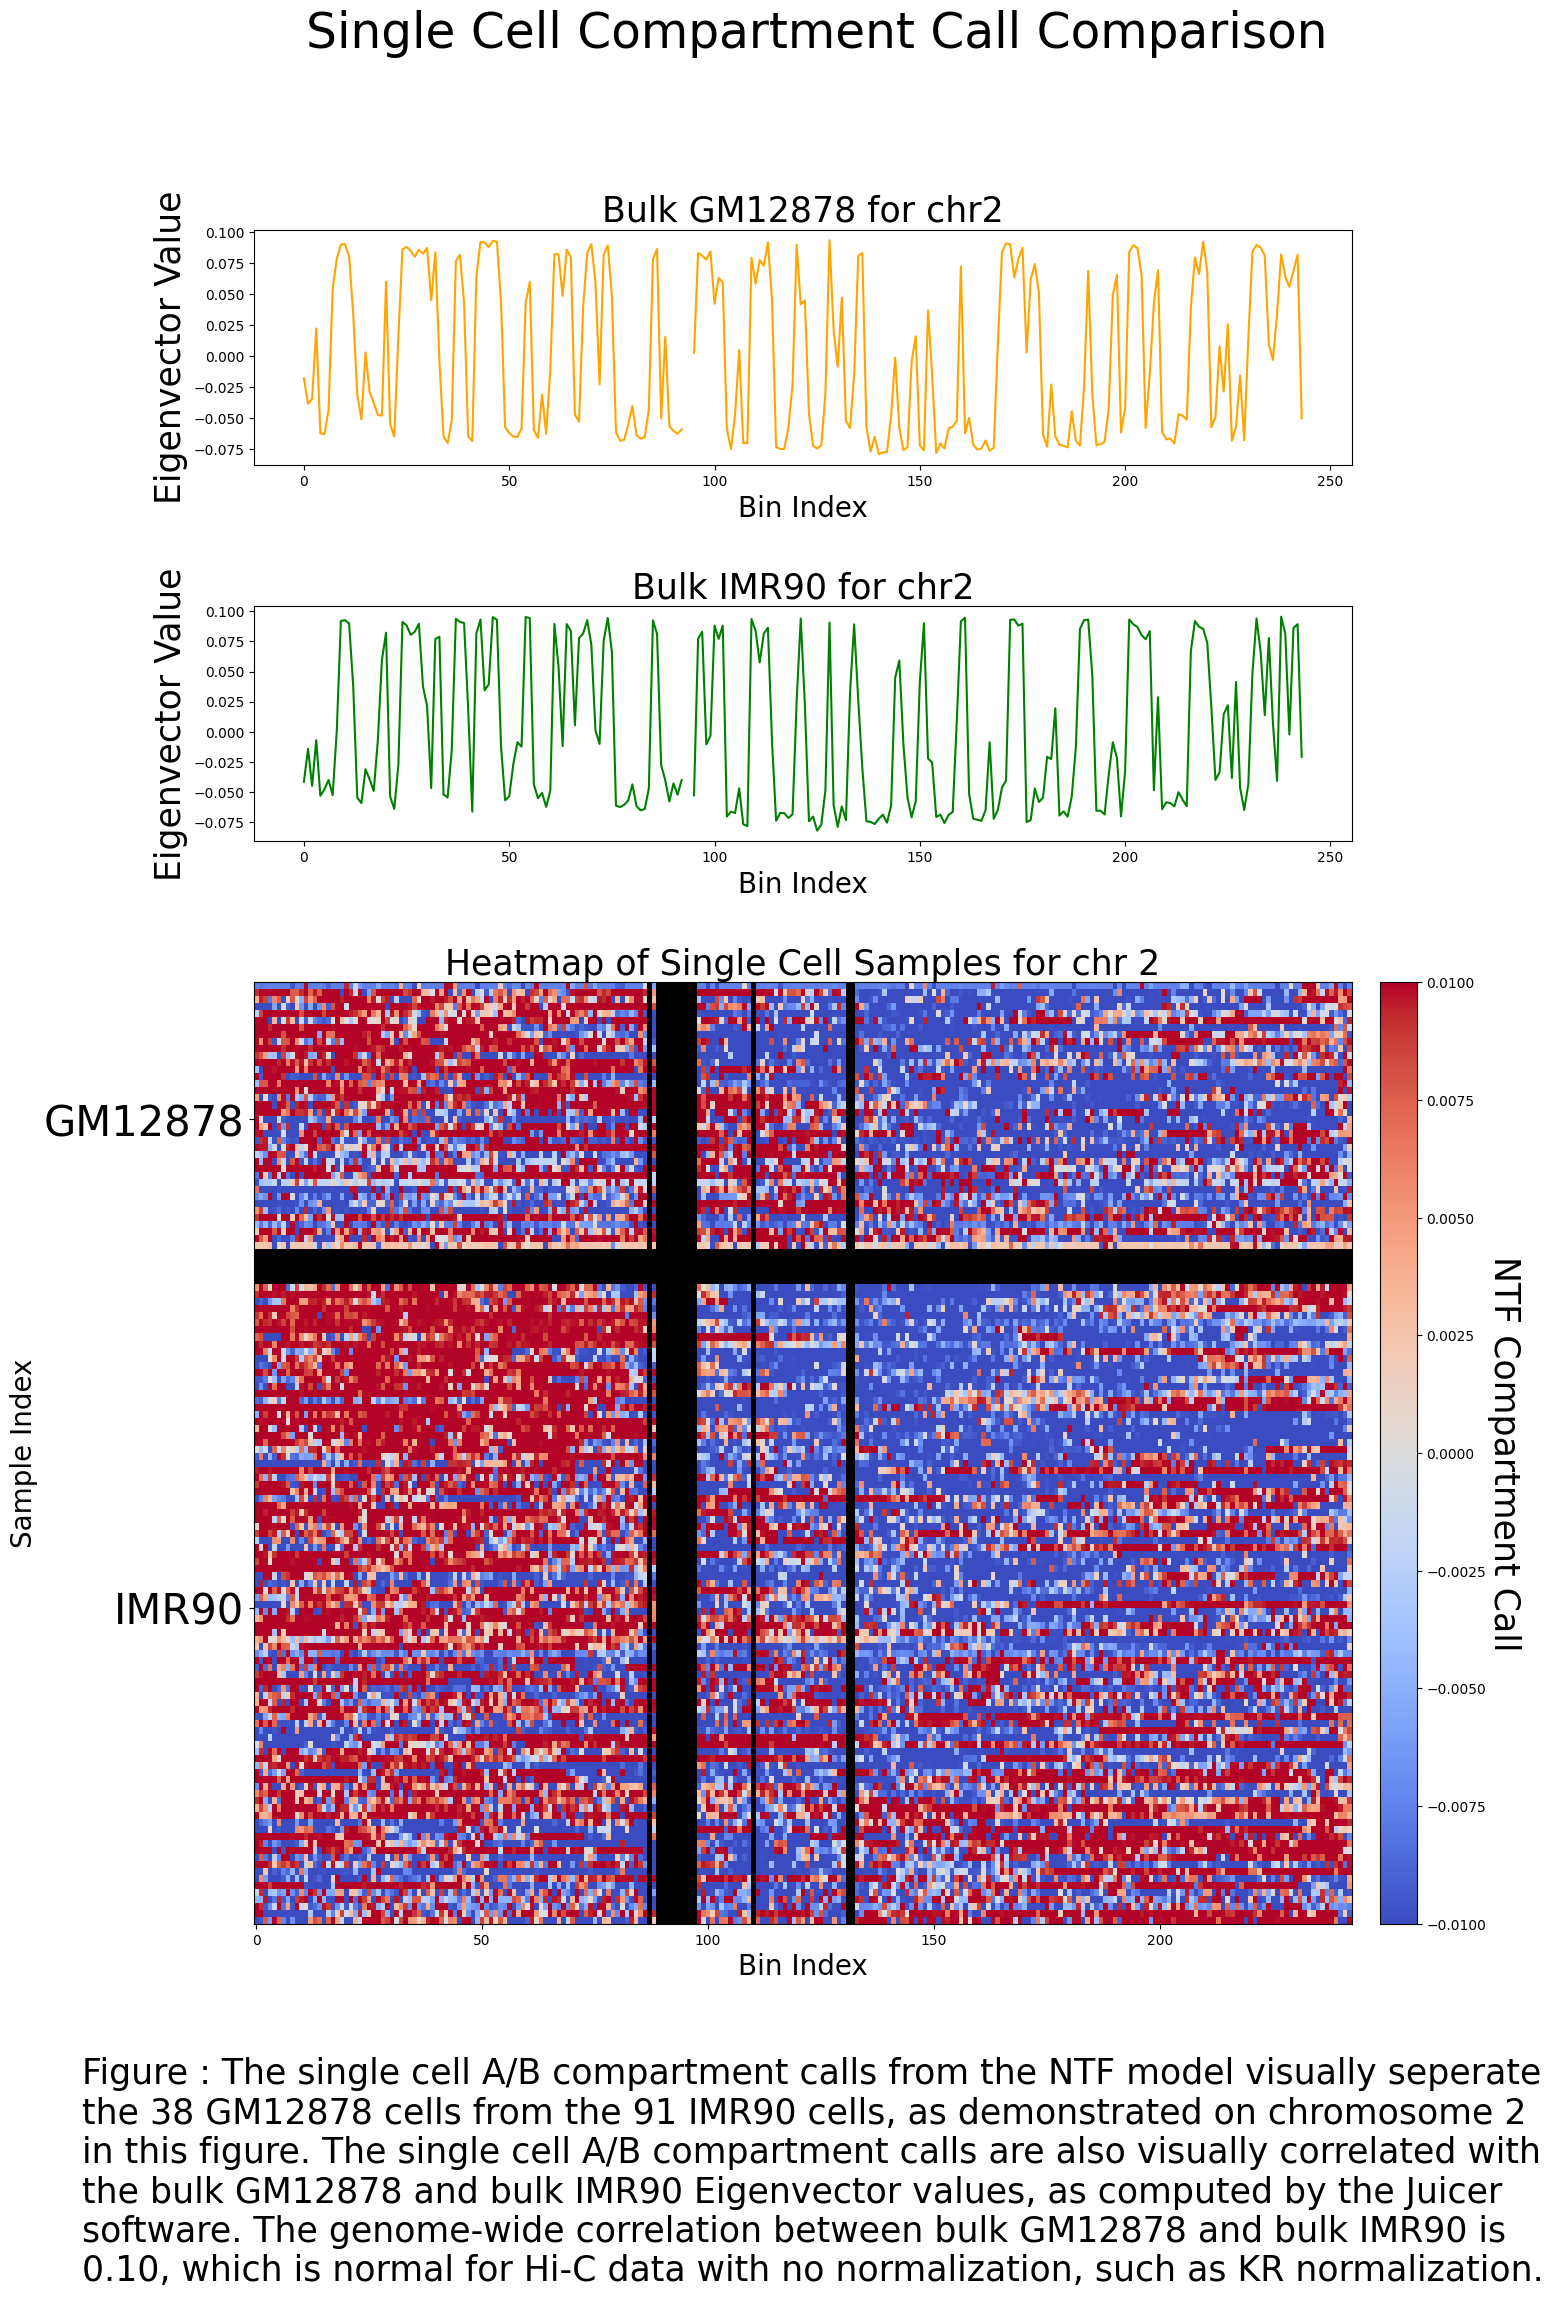 Single Cell Compartment Call Comparison
Bulk GM12878 for chr2
Eigenvector Value
0.100
0.075
0.050
0.025
0.000
−0.025
−0.050
−0.075
0
50
100
150
200
250
Bin Index
Bulk IMR90 for chr2
Eigenvector Value
0.100
0.075
0.050
0.025
0.000
−0.025
−0.050
−0.075
0
50
100
150
200
250
Bin Index
Heatmap of Single Cell Samples for chr 2
Sample Index
GM12878
IMR90
0
50
100
150
200
Bin Index
0.0100
0.0075
0.0050
0.0025
0.0000
−0.0025
−0.0050
−0.0075
−0.0100
NTF Compartment Call
Figure : The single cell A/B compartment calls from the NTF model visually seperate
the 38 GM12878 cells from the 91 IMR90 cells, as demonstrated on chromosome 2
in this figure. The single cell A/B compartment calls are also visually correlated with
the bulk GM12878 and bulk IMR90 Eigenvector values, as computed by the Juicer
software. The genome-wide correlation between bulk GM12878 and bulk IMR90 is
0.10, which is normal for Hi-C data with no normalization, such as KR normalization.